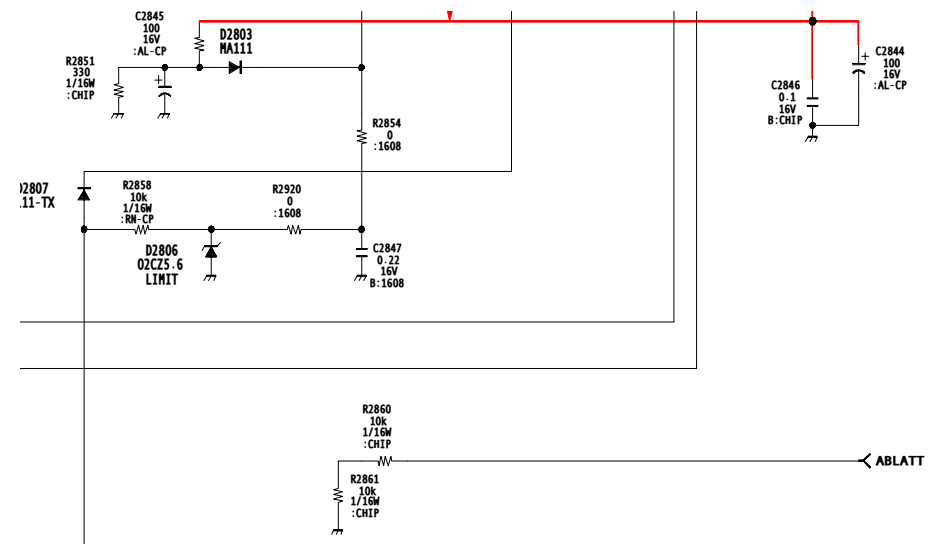 C2845
100
16V
:AL-CP
D2803
MA111
R2851
330
1/16W
:CHIP
C2844
100
16V
:AL-CP
C2846
0.1
16V
B:CHIP
R2854
0
:1608
D2807
11-TX
R2858
10k
1/16W
:RN-CP
R2920
0
:1608
D2806
02CZ5.6
LIMIT
C2847
0.22
16V
B:1608
R2860
10k
1/16W
:CHIP
ABLATT
R2861
10k
1/16W
:CHIP